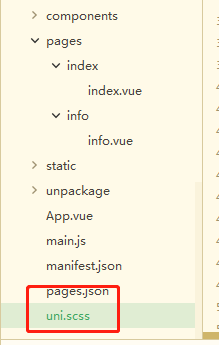 components
pages
index
index.vue
info
info.vue
static
unpackage
App.vue
main.js
manifest.json
pages.json
uni.scss